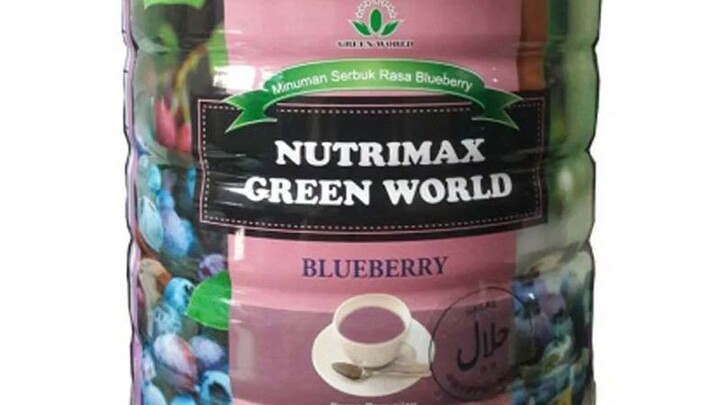 GREEN WORLD
Minuman Serbuk Rasa Blueberry
NUTRIMAX
GREEN WORLD
BLUEBERRY
HALAL
حلال